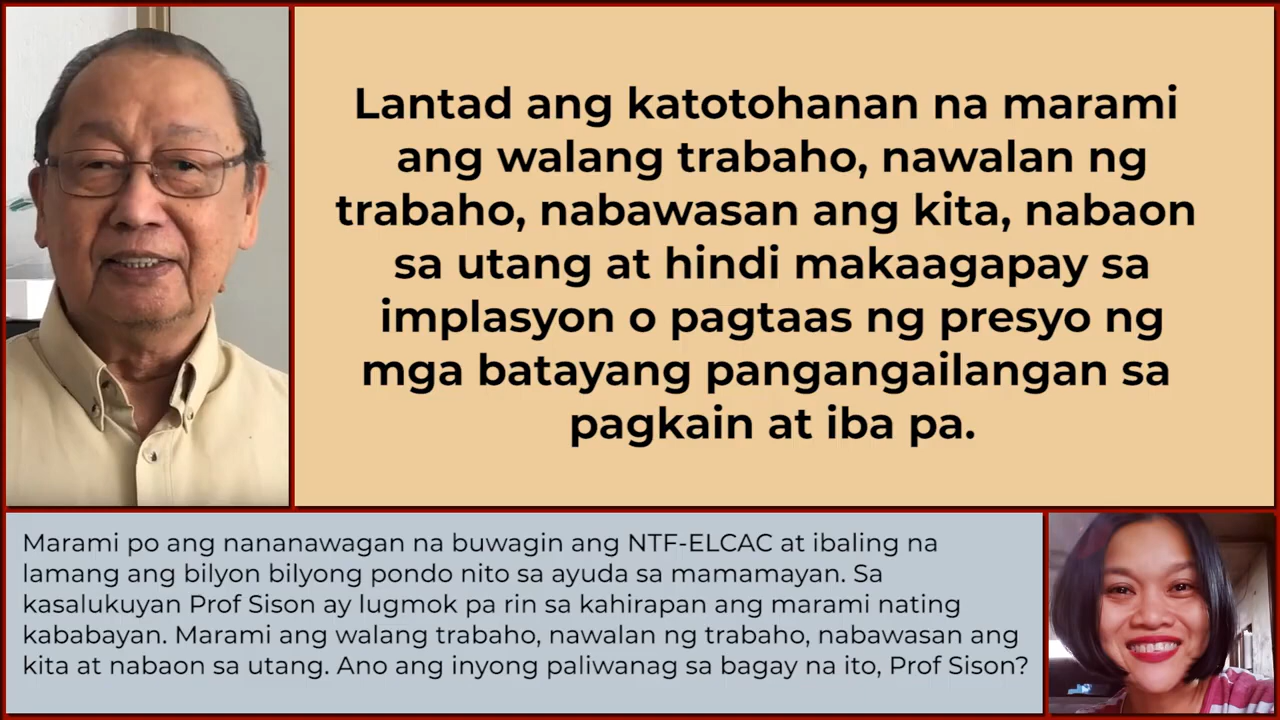 Lantad ang katotohanan na marami
ang walang trabaho, nawalan ng
trabaho, nabawasan ang kita, nabaon
sa utang at hindi makaagapay sa
implasyon o pagtaas ng presyo ng
mga batayang pangangailangan sa
pagkain at iba pa.
Marami po ang nananawagan na buwagin ang NTF-ELCAC at ibaling na
lamang ang bilyon bilyong pondo nito sa ayuda sa mamamayan. Sa
kasalukuyan Prof Sison ay lugmok pa rin sa kahirapan ang marami nating
kababayan. Marami ang walang trabaho, nawalan ng trabaho, nabawasan ang
kita at nabaon sa utang. Ano ang inyong paliwanag sa bagay na ito, Prof Sison?